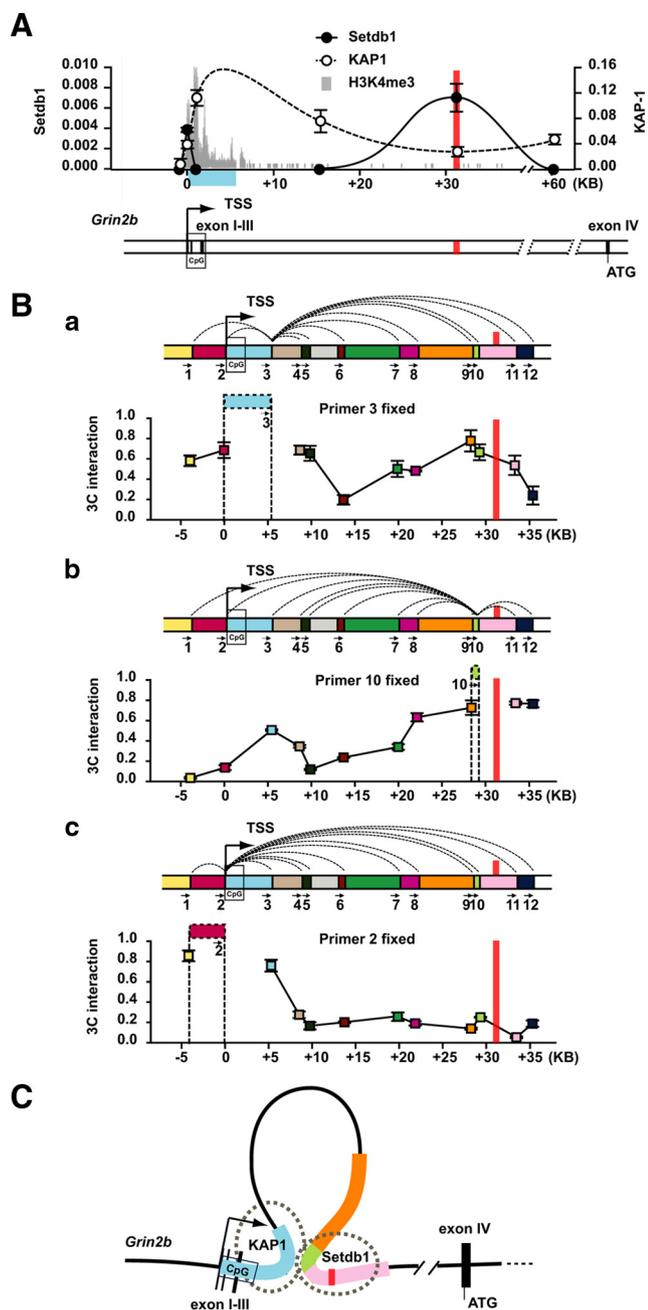 A
Setdb1
KAP1
H3K4me3
Setdb1
KAP-1
0.010
0.008
0.006
0.004
0.002
0.000
0.16
0.12
0.08
0.04
0.00
0 +10 +20 +30 +60 (KB)
Grin2b
TSS
exon I-III
exon IV
CpG
ATG
B
a
TSS
CpG
1 2 3 4 5 6 7 8 9 10 11 12
Primer 3 fixed
3
3C interaction
1.0
0.8
0.6
0.4
0.2
0.0
-5 0 +5 +10 +15 +20 +25 +30 +35 (KB)
b
TSS
CpG
1 2 3 4 5 6 7 8 9 10 11 12
Primer 10 fixed
10
3C interaction
1.0
0.8
0.6
0.4
0.2
0.0
-5 0 +5 +10 +15 +20 +25 +30 +35 (KB)
c
TSS
CpG
1 2 3 4 5 6 7 8 9 10 11 12
Primer 2 fixed
2
3C interaction
1.0
0.8
0.6
0.4
0.2
0.0
-5 0 +5 +10 +15 +20 +25 +30 +35 (KB)
C
Grin2b
KAP1
Setdb1
exon IV
CpG
exon I-III
ATG